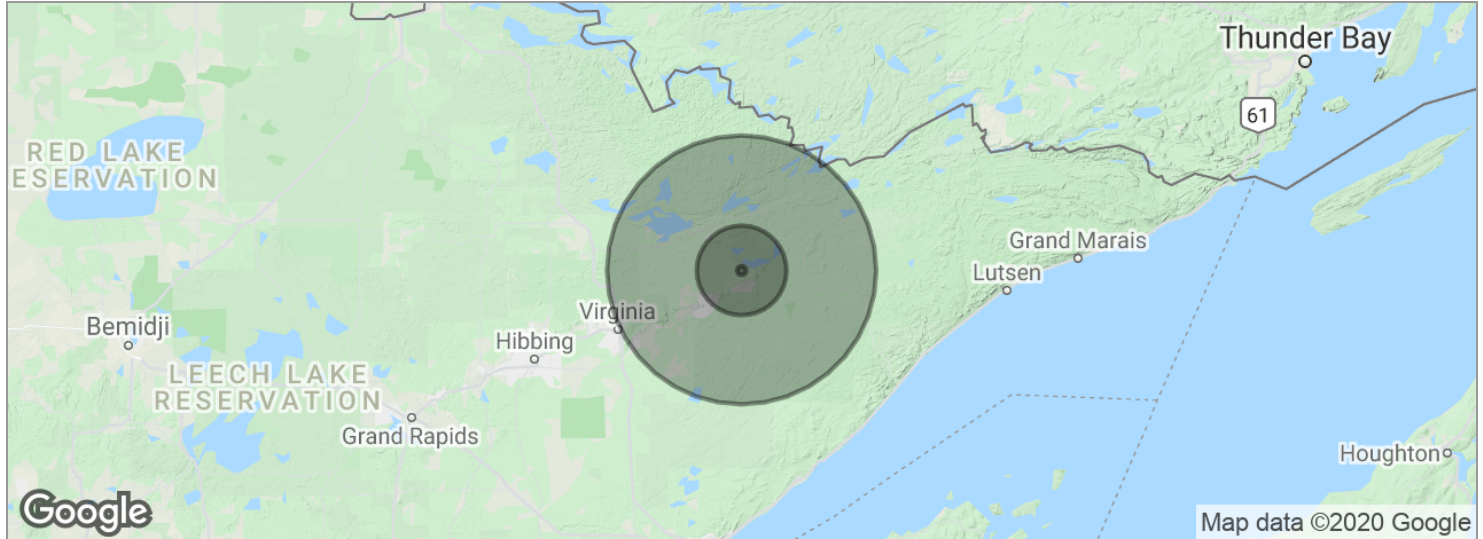 Thunder Bay
61
RED LAKE
ESERVATION
Grand Marais
Lutsen
Virginia
Bemidji
Hibbing
LEECH LAKE
RESERVATION
Grand Rapids
Houghton
Google
Map data ©2020 Google